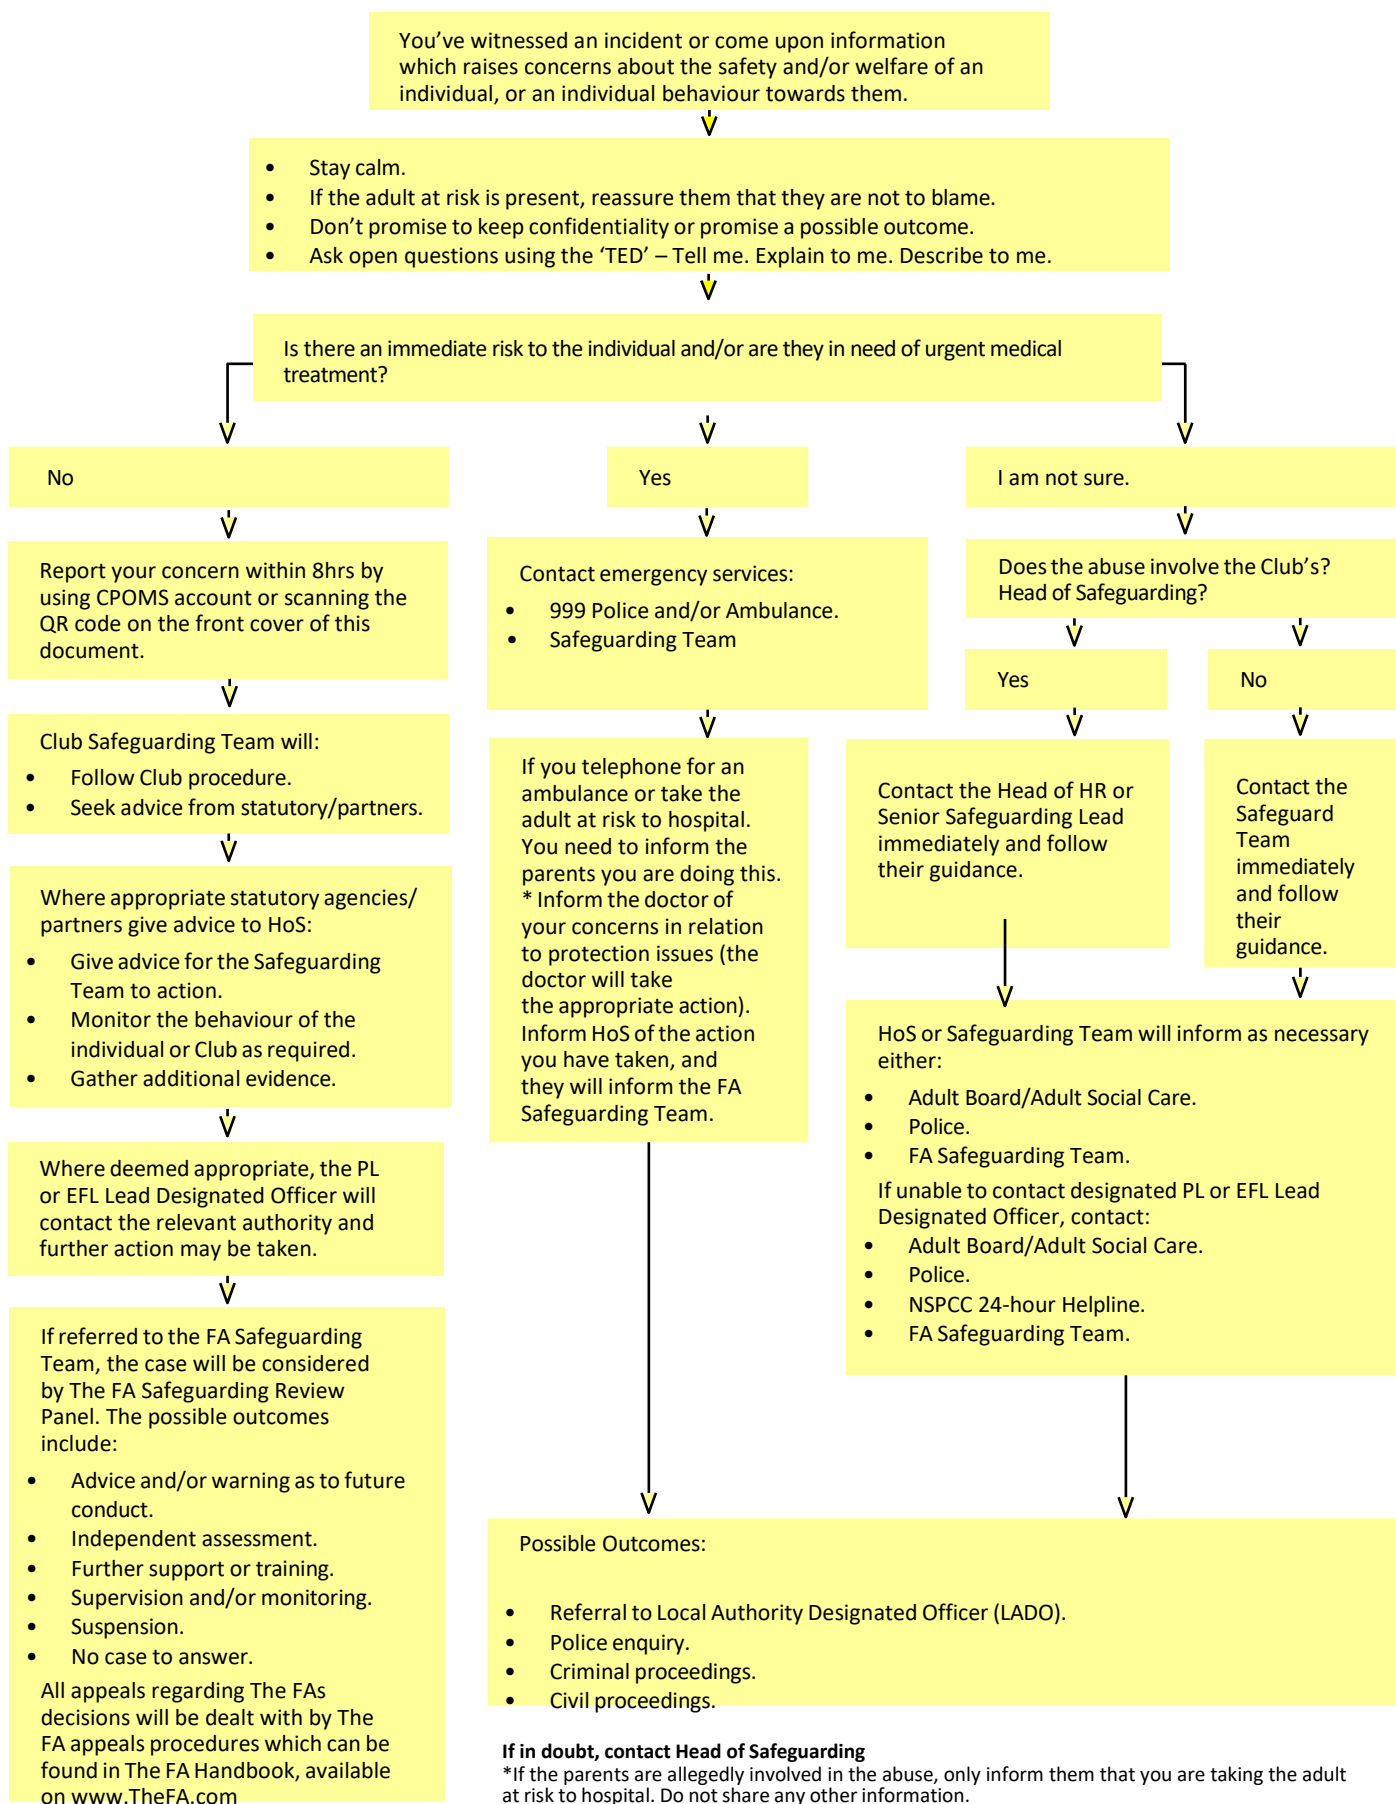 You’ve witnessed an incident or come upon information
which raises concerns about the safety and/or welfare of an
individual, or an individual behaviour towards them.
• Stay calm.
• If the adult at risk is present, reassure them that they are not to blame.
• Don’t promise to keep confidentiality or promise a possible outcome.
• Ask open questions using the ‘TED’ – Tell me. Explain to me. Describe to me.
Is there an immediate risk to the individual and/or are they in need of urgent medical
treatment?
No
Report your concern within 8hrs by
using CPOMS account or scanning the
QR code on the front cover of this
document.
Club Safeguarding Team will:
• Follow Club procedure.
• Seek advice from statutory/partners.
Where appropriate statutory agencies/
partners give advice to HoS:
• Give advice for the Safeguarding
Team to action.
• Monitor the behaviour of the
individual or Club as required.
• Gather additional evidence.
Where deemed appropriate, the PL
or EFL Lead Designated Officer will
contact the relevant authority and
further action may be taken.
If referred to the FA Safeguarding
Team, the case will be considered
by The FA Safeguarding Review
Panel. The possible outcomes
include:
• Advice and/or warning as to future
conduct.
• Independent assessment.
• Further support or training.
• Supervision and/or monitoring.
• Suspension.
• No case to answer.
All appeals regarding The FAs
decisions will be dealt with by The
FA appeals procedures which can be
found in The FA Handbook, available
on www.TheFA.com
Yes
Contact emergency services:
• 999 Police and/or Ambulance.
• Safeguarding Team
If you telephone for an
ambulance or take the
adult at risk to hospital.
You need to inform the
parents you are doing this.
* Inform the doctor of
your concerns in relation
to protection issues (the
doctor will take
the appropriate action).
Inform HoS of the action
you have taken, and
they will inform the FA
Safeguarding Team.
I am not sure.
Does the abuse involve the Club’s?
Head of Safeguarding?
Yes
Contact the Head of HR or
Senior Safeguarding Lead
immediately and follow
their guidance.
No
Contact the
Safeguard
Team
immediately
and follow
their
guidance.
HoS or Safeguarding Team will inform as necessary
either:
• Adult Board/Adult Social Care.
• Police.
• FA Safeguarding Team.
If unable to contact designated PL or EFL Lead
Designated Officer, contact:
• Adult Board/Adult Social Care.
• Police.
• NSPCC 24-hour Helpline.
• FA Safeguarding Team.
Possible Outcomes:
• Referral to Local Authority Designated Officer (LADO).
• Police enquiry.
• Criminal proceedings.
• Civil proceedings.
If in doubt, contact Head of Safeguarding
*If the parents are allegedly involved in the abuse, only inform them that you are taking the adult
at risk to hospital. Do not share any other information.